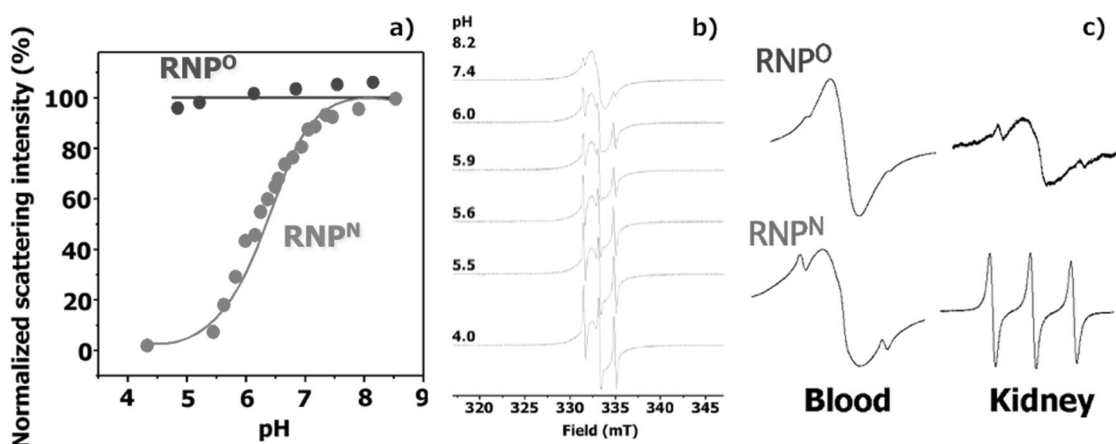 Normalized scattering intensity (%)
a)
RNPᴼ
RNPᴺ
100
80
60
40
20
0
4 5 6 7 8 9
pH
b)
pH
8.2
7.4
6.0
5.9
5.6
5.5
4.0
320 330 335 340
Field (mT)
c)
RNPᴼ
RNPᴺ
Blood Kidney